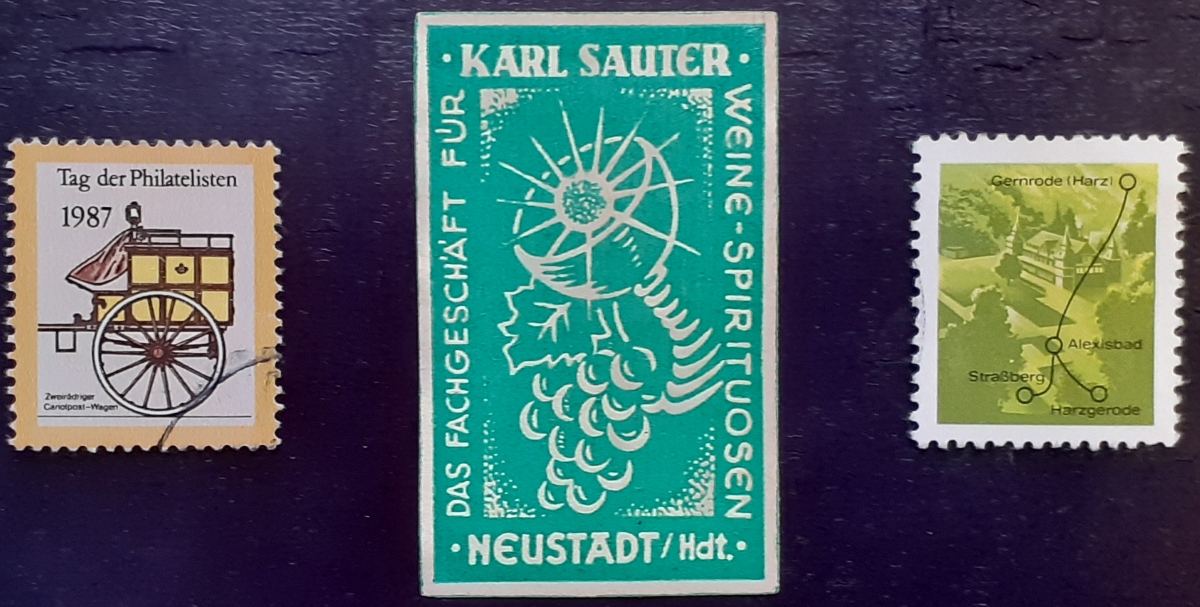 Tag der Philatelisten
1987
Zweirädriger
Cariolpost-Wagen
· KARL SAUTER ·
DAS FACHGESCHÄFT FÜR
WEINE-SPIRITUOSEN
· NEUSTADT/Hdt. ·
Gernrode (Harz)
Alexisbad
Straßberg
Harzgerode